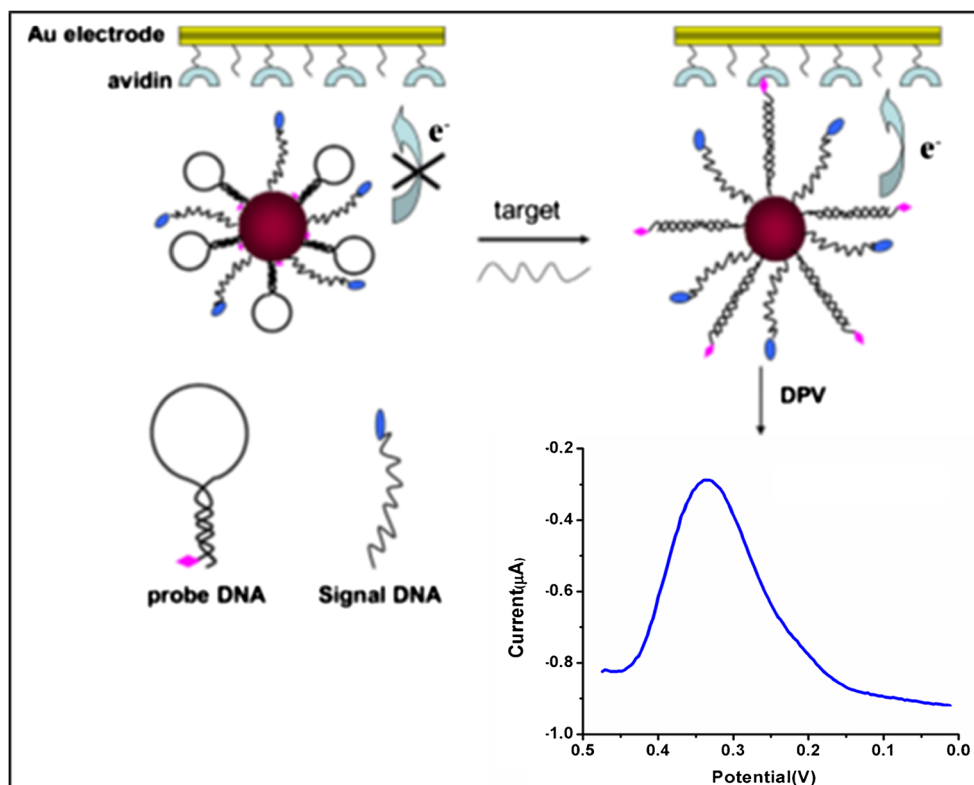 Au electrode
avidin
e-
target
e-
probe DNA
Signal DNA
DPV
-0.2
-0.4
-0.6
-0.8
-1.0
Current(μA)
0.5 0.4 0.3 0.2 0.1 0.0
Potential(V)